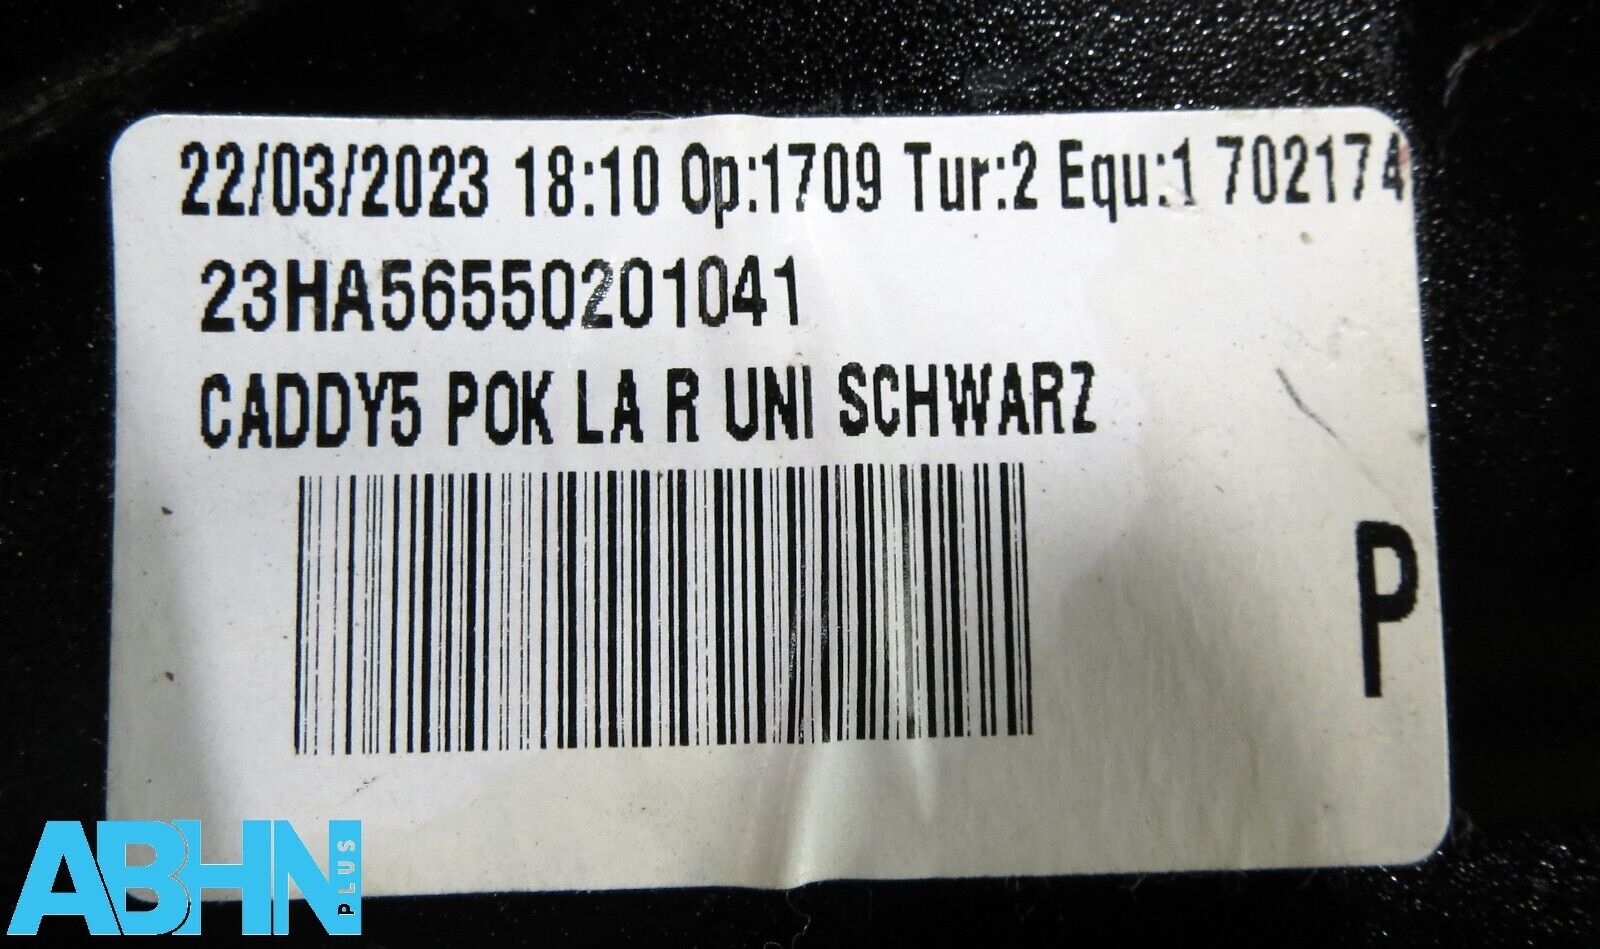 22/03/2023 18:10 Op:1709 Tur:2 Equ:1 702174
23HA56550201041
CADDY5 POK LA R UNI SCHWARZ
P
ABHN PLUS